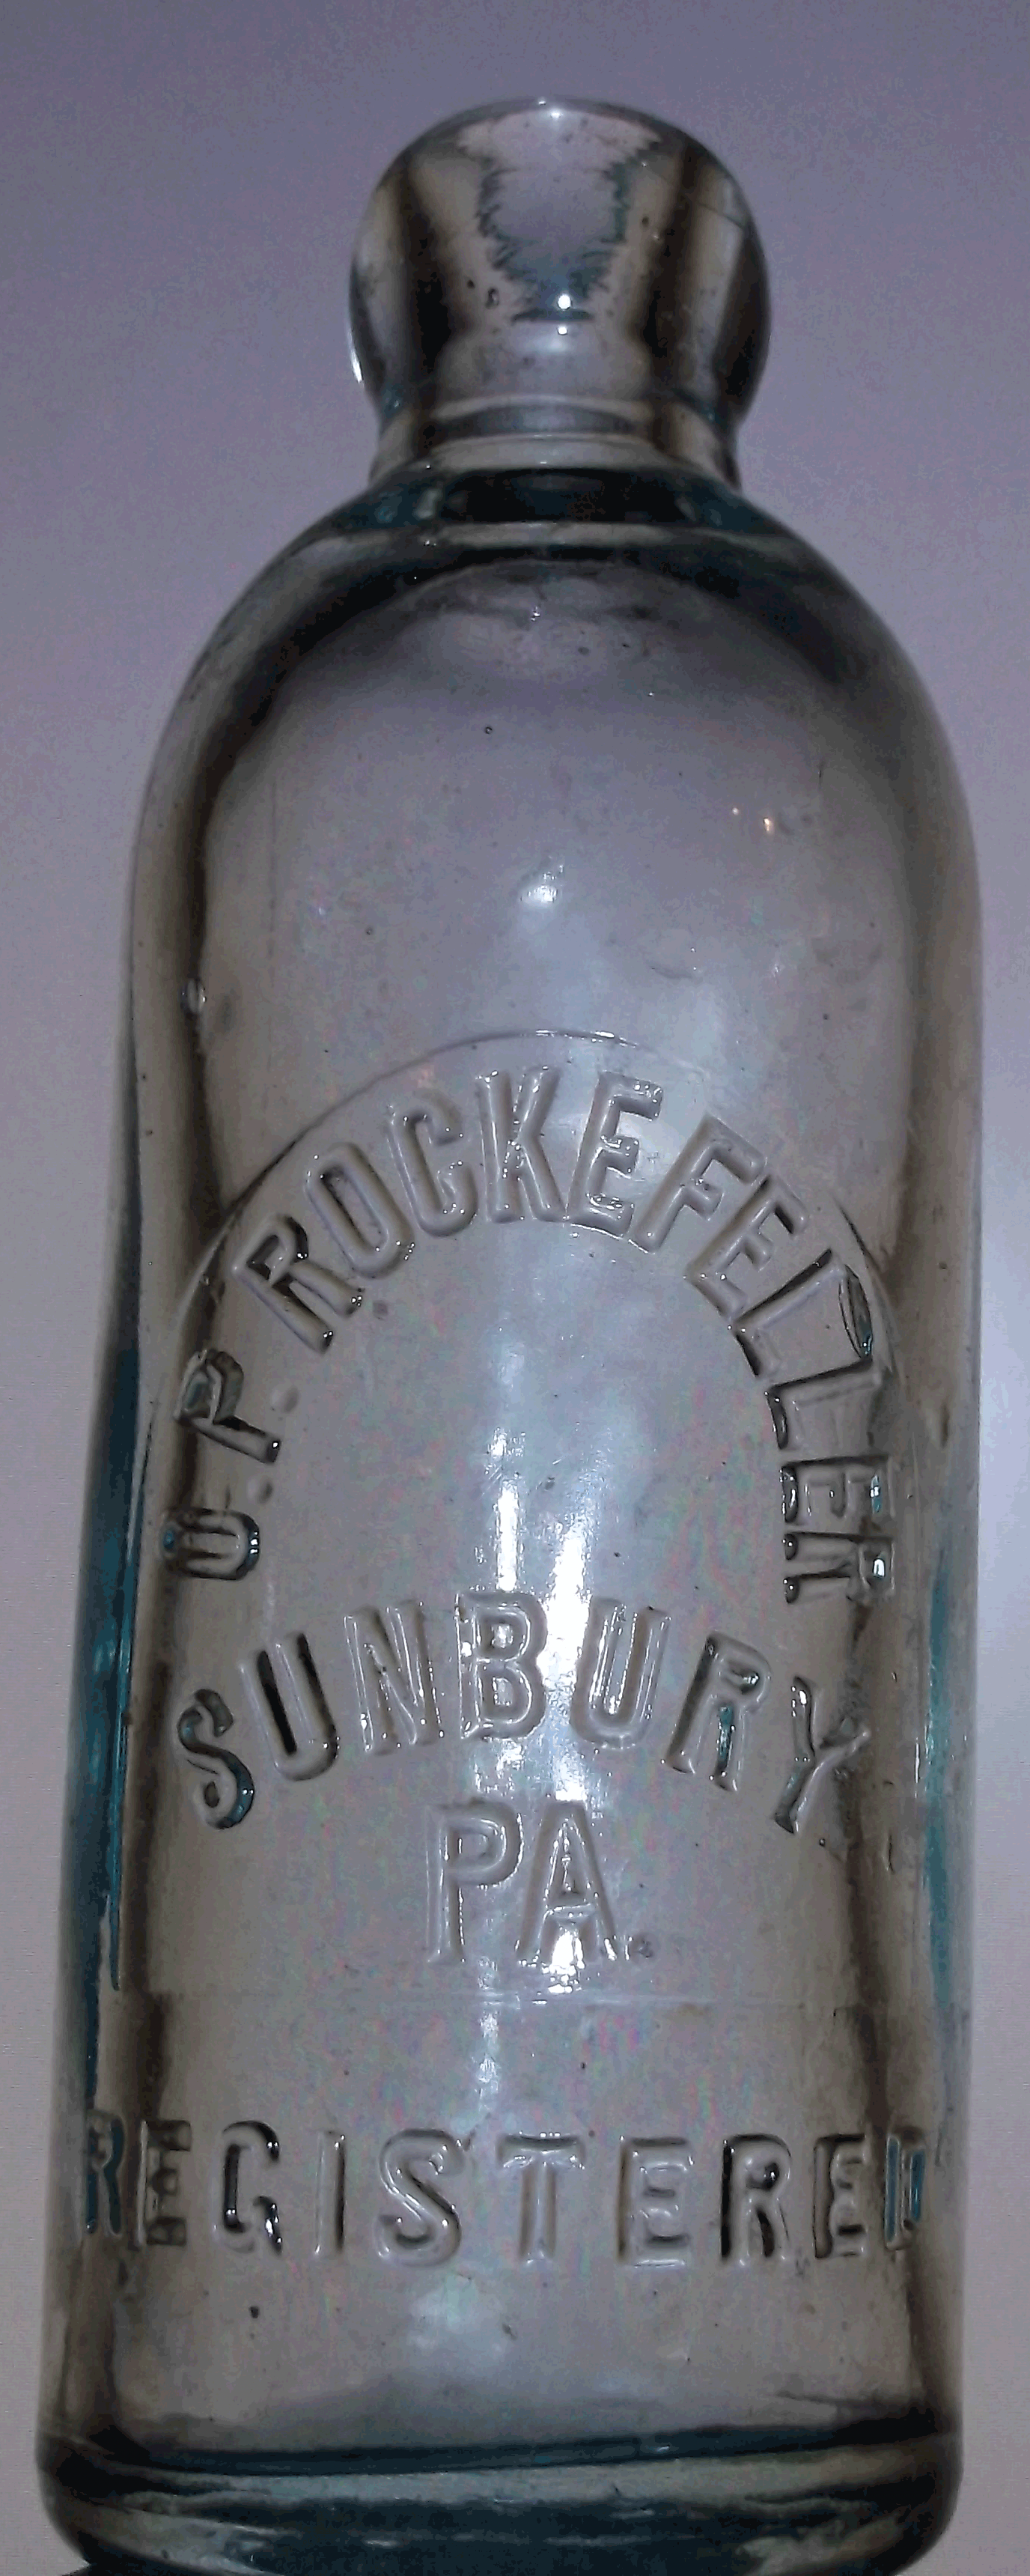 U.P. ROCKEFELLER
SUNBURY
PA.
REGISTERED